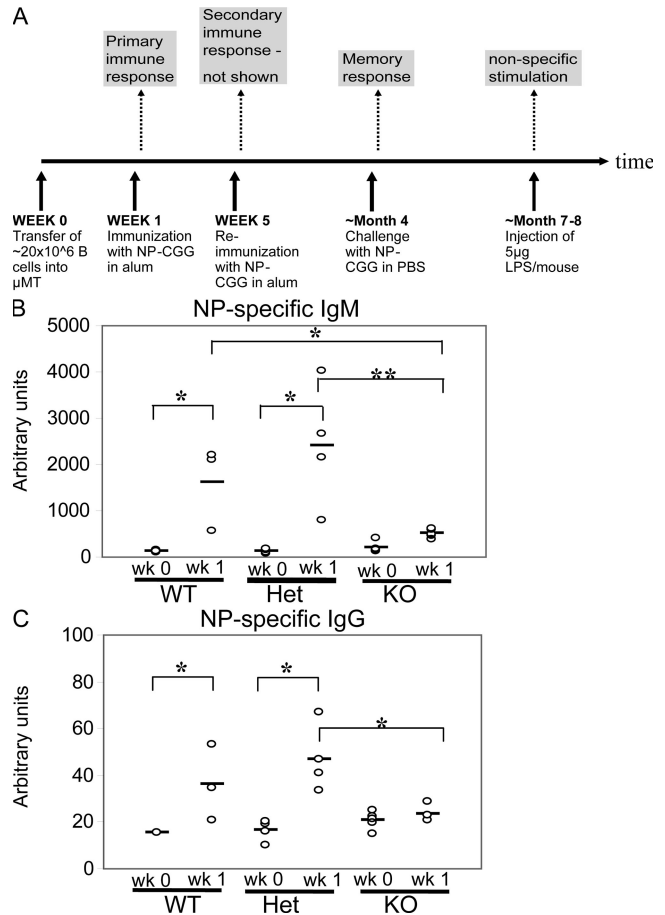 A
Primary immune response
Secondary immune response - not shown
Memory response
non-specific stimulation
time
WEEK 0
Transfer of ~20x10^6 B cells into µMT
WEEK 1
Immunization with NP-CGG in alum
WEEK 5
Re-immunization with NP-CGG in alum
~Month 4
Challenge with NP-CGG in PBS
~Month 7-8
Injection of 5µg LPS/mouse
B
NP-specific IgM
Arbitrary units
5000
4000
3000
2000
1000
0
*
*
*
**
wk 0 wk 1 wk 0 wk 1 wk 0 wk 1
WT Het KO
C
NP-specific IgG
Arbitrary units
100
80
60
40
20
0
*
*
*
wk 0 wk 1 wk 0 wk 1 wk 0 wk 1
WT Het KO